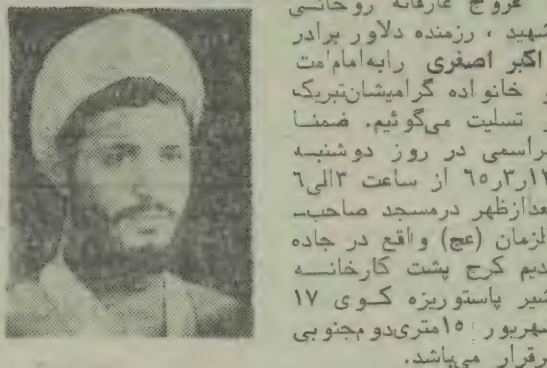 عروج عارفانه روحانی
شهید ، رزمنده دلاور برادر
اکبر اصغری رابه‌امام‌امت
و خانواده گرامیشان‌تبریک
و تسلیت می‌گوئیم. ضمنا
مراسمی در روز دوشنبه
۱۲ر۳ر۶۵ از ساعت ۳الی۶
بعدازظهر درمسجد صاحب‌ـ
الزمان (عج) واقع در جاده
قدیم کرج پشت کارخانه
شیر پاستوریزه کوی ۱۷
شهریور ۱۵متری‌دوم‌جنوبی
برقرار می‌باشد.